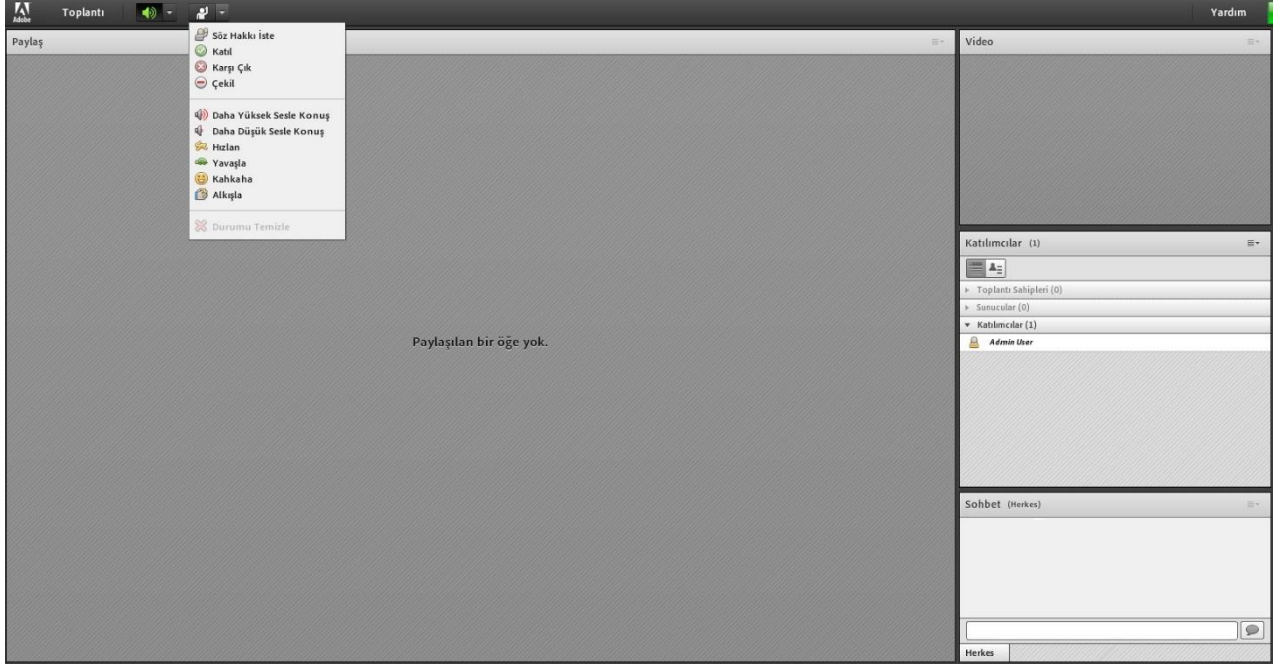 Adobe
Toplantı
Yardım
Paylaş
Söz Hakkı İste
Katıl
Karşı Çık
Çekil
Daha Yüksek Sesle Konuş
Daha Düşük Sesle Konuş
Hızlan
Yavaşla
Kahkaha
Alkışla
Durumu Temizle
Paylaşılan bir öğe yok.
Video
Katılımcılar (1)
Toplantı Sahipleri (0)
Sunucular (0)
Katılımcılar (1)
Admin User
Sohbet (Herkes)
Herkes